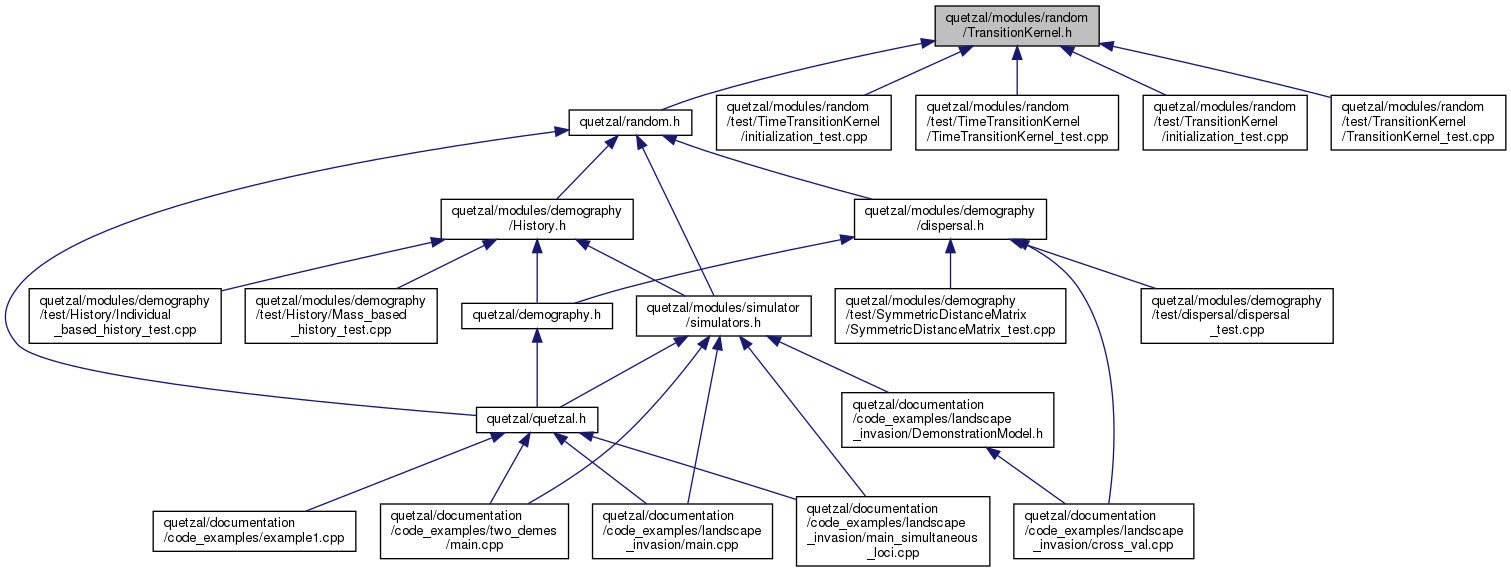 quetzal/modules/random
/TransitionKernel.h
quetzal/random.h
quetzal/modules/random
/test/TimeTransitionKernel
/initialization_test.cpp
quetzal/modules/random
/test/TimeTransitionKernel
/TimeTransitionKernel_test.cpp
quetzal/modules/random
/test/TransitionKernel
/initialization_test.cpp
quetzal/modules/random
/test/TransitionKernel
/TransitionKernel_test.cpp
quetzal/modules/demography
/History.h
quetzal/modules/demography
/dispersal.h
quetzal/modules/demography
/test/History/Individual
_based_history_test.cpp
quetzal/modules/demography
/test/History/Mass_based
_history_test.cpp
quetzal/demography.h
quetzal/modules/simulator
/simulators.h
quetzal/modules/demography
/test/SymmetricDistanceMatrix
/SymmetricDistanceMatrix_test.cpp
quetzal/modules/demography
/test/dispersal/dispersal
_test.cpp
quetzal/quetzal.h
quetzal/documentation
/code_examples/landscape
_invasion/DemonstrationModel.h
quetzal/documentation
/code_examples/example1.cpp
quetzal/documentation
/code_examples/two_demes
/main.cpp
quetzal/documentation
/code_examples/landscape
_invasion/main.cpp
quetzal/documentation
/code_examples/landscape
_invasion/main_simultaneous
_loci.cpp
quetzal/documentation
/code_examples/landscape
_invasion/cross_val.cpp